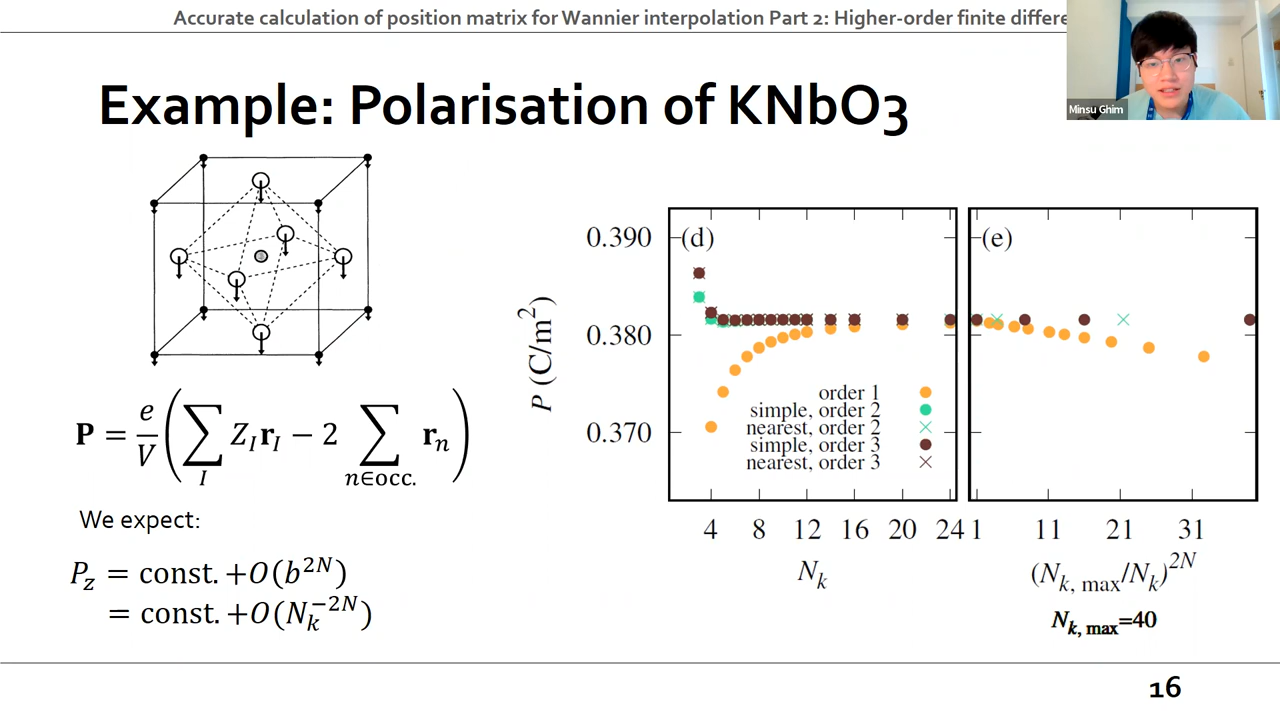 Accurate calculation of position matrix for Wannier interpolation Part 2: Higher-order finite differe
Minsu Ghim
Example: Polarisation of KNbO3
P = e/V (∑_I Z_I r_I − 2 ∑_{n∈occ.} r_n)
We expect:
P_z = const. +O(b^{2N})
= const. +O(N_k^{−2N})
P (C/m²)
0.390
0.380
0.370
(d)
order 1
simple, order 2
nearest, order 2
simple, order 3
nearest, order 3
4 8 12 16 20 24
N_k
(e)
1 11 21 31
(N_{k, max}/N_k)^{2N}
N_{k, max}=40
16